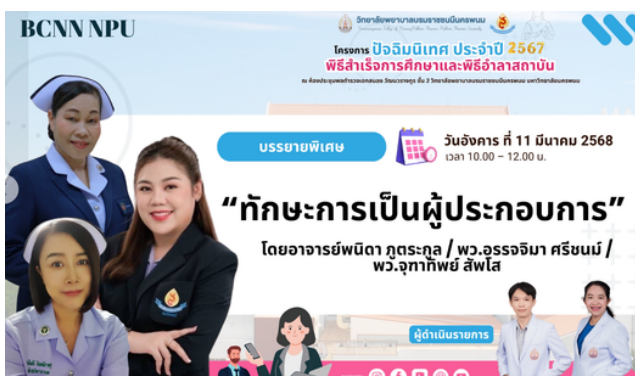 BCNN NPU
วิทยาลัยพยาบาลบรมราชชนนีนครพนม
โครงการ ปัจฉิมนิเทศ ประจำปี 2567
พิธีสำเร็จการศึกษาและพิธีอำลาสถาบัน
บรรยายพิเศษ
วันอังคาร ที่ 11 มีนาคม 2568
เวลา 10.00 – 12.00 น.
“ทักษะการเป็นผู้ประกอบการ”
โดยอาจารย์พนิดา ภูตระกูล / พว.อรรจจิมา ศรีชนม์ /
พว.จุฑาทิพย์ สัพโส
ผู้ดำเนินรายการ